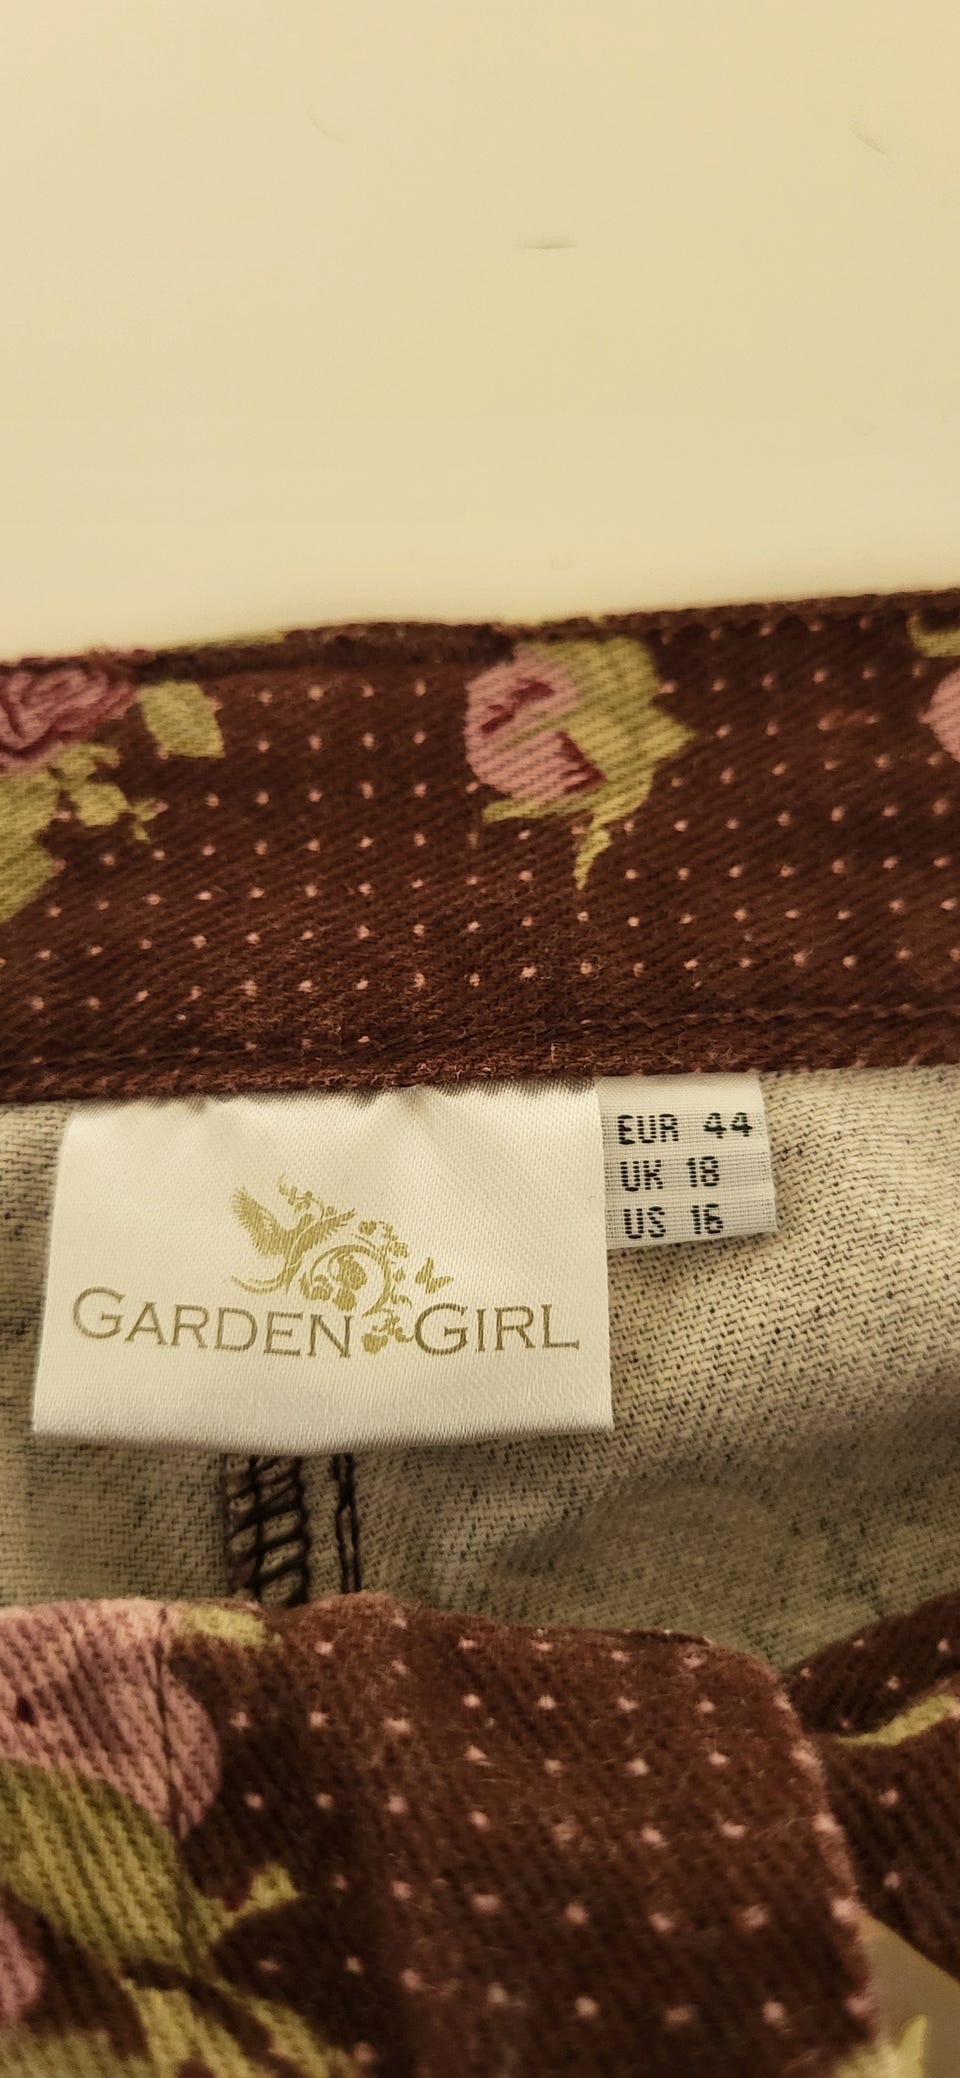 GARDEN GIRL
EUR 44
UK 18
US 16